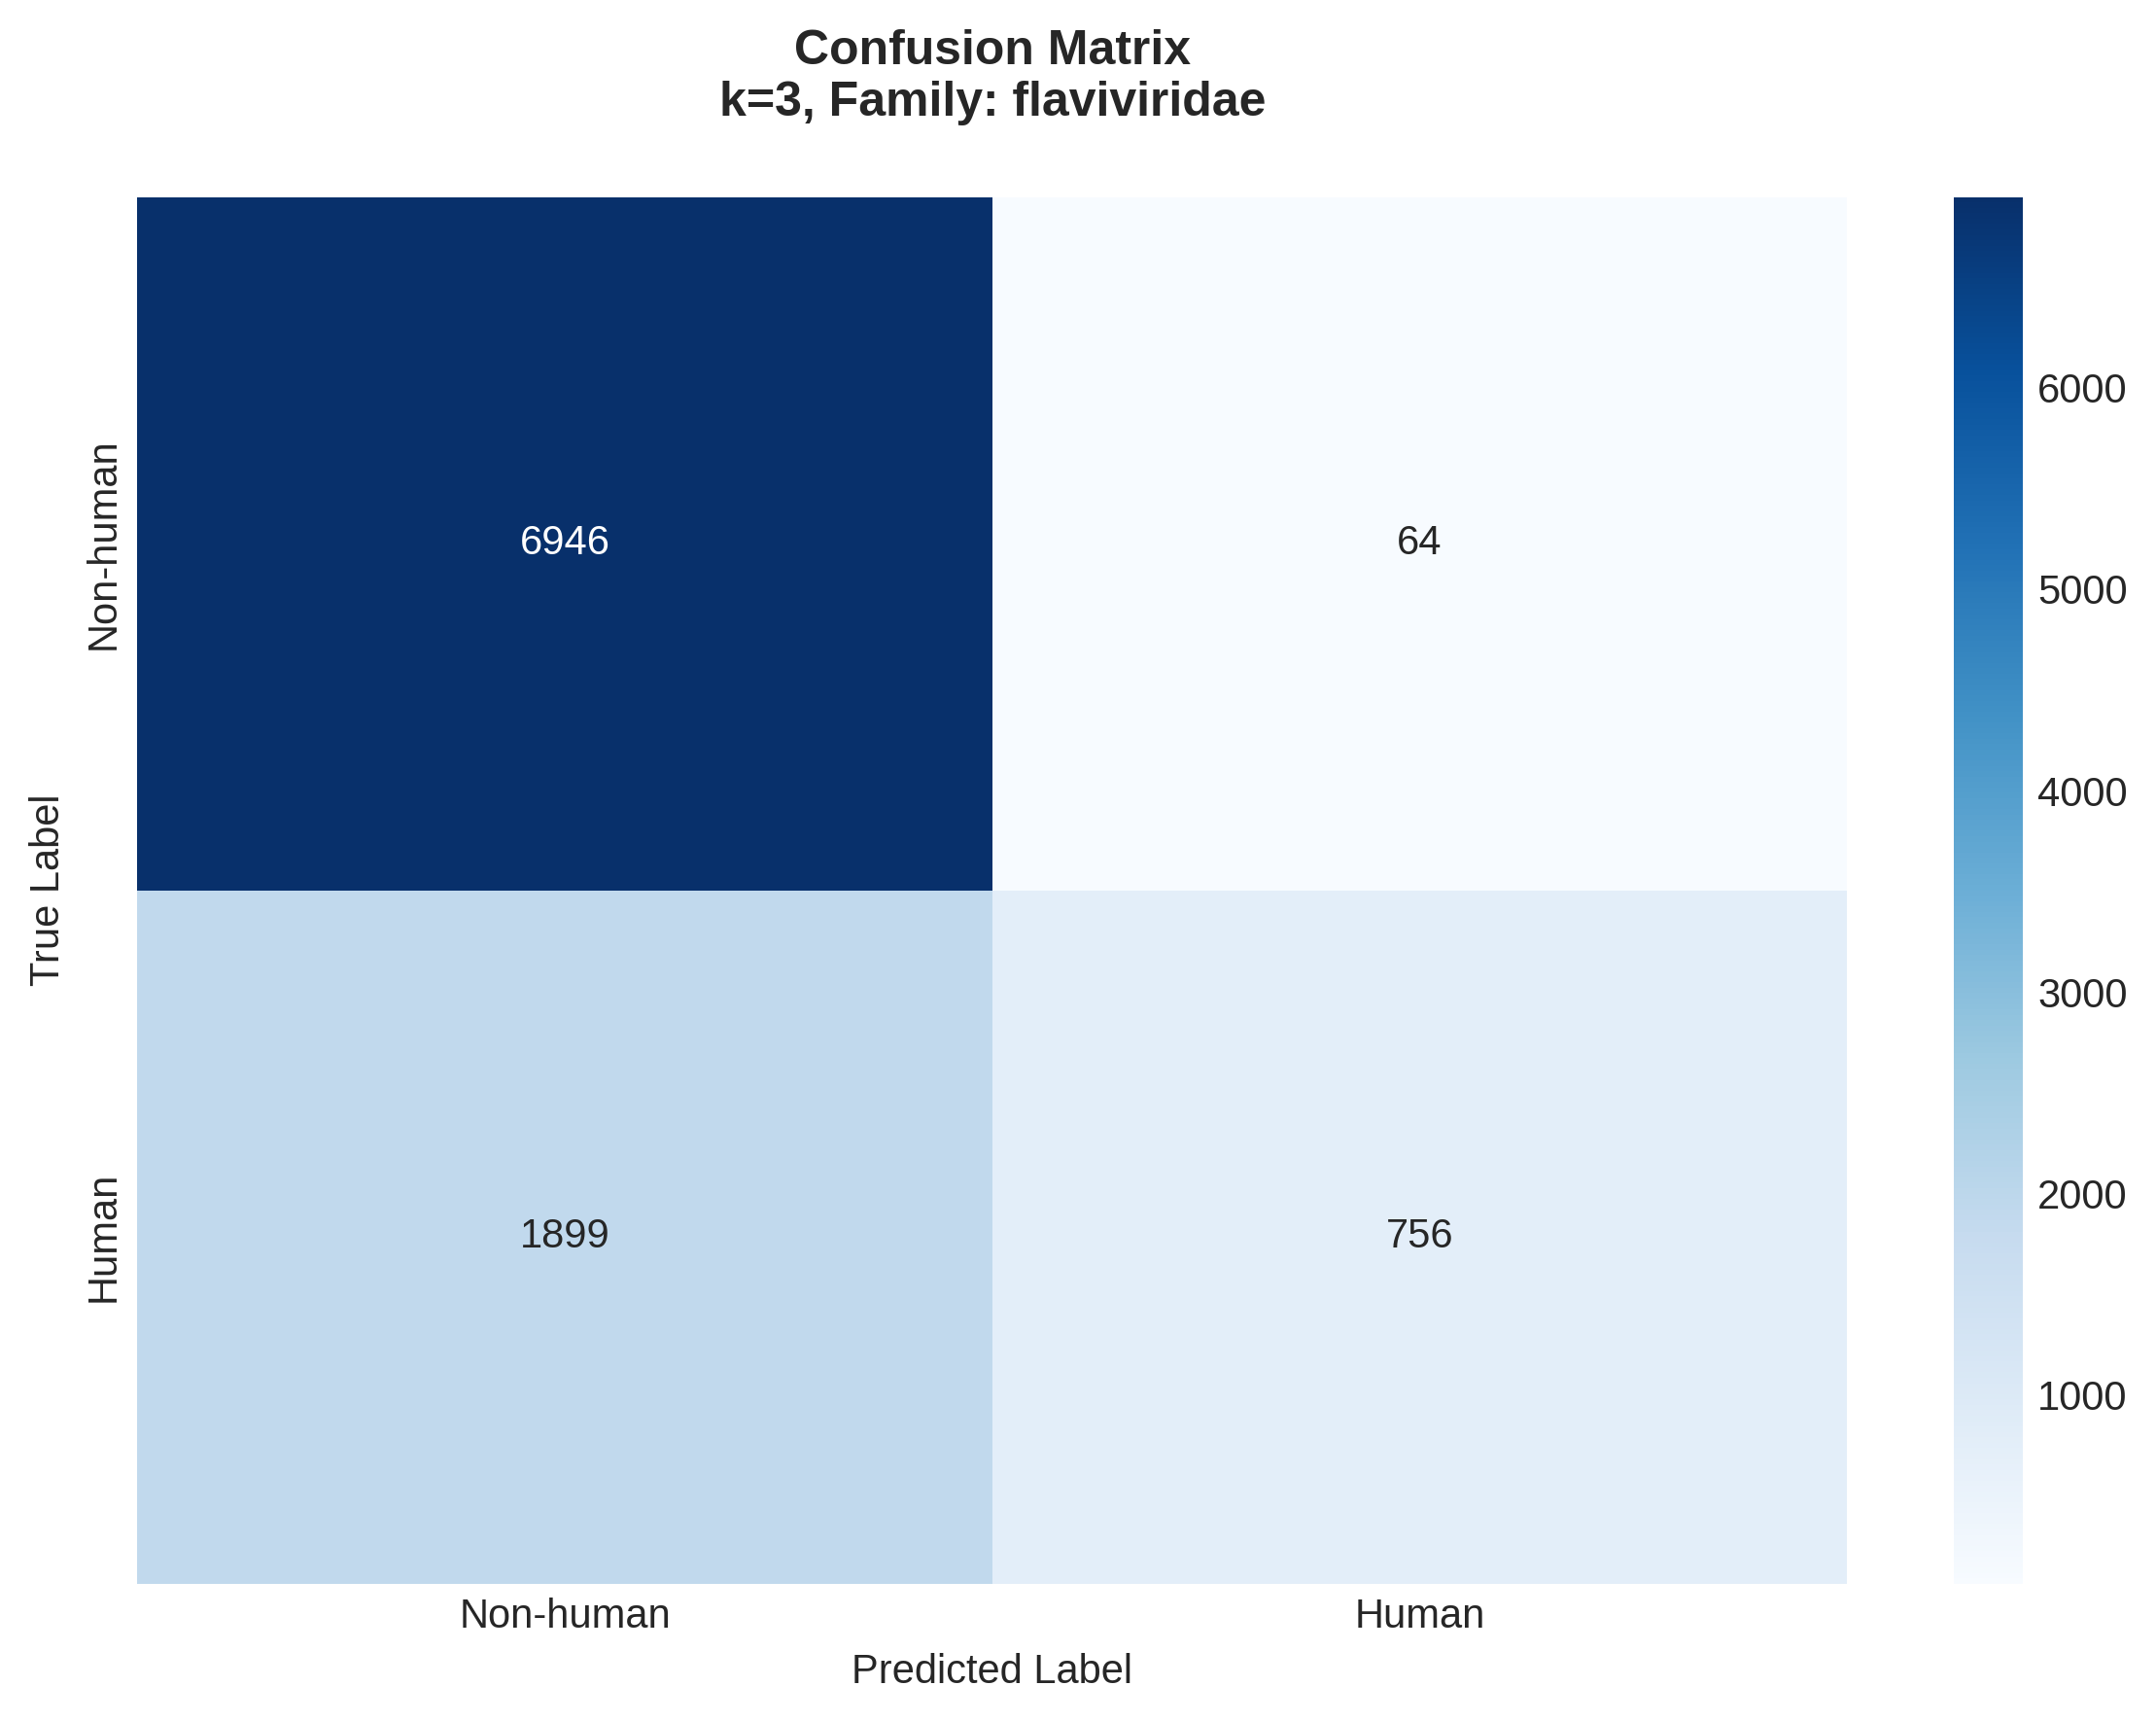 Confusion Matrix
k=3, Family: flaviviridae
True Label
Non-human
Human
6946
64
1899
756
Non-human
Human
Predicted Label
6000
5000
4000
3000
2000
1000